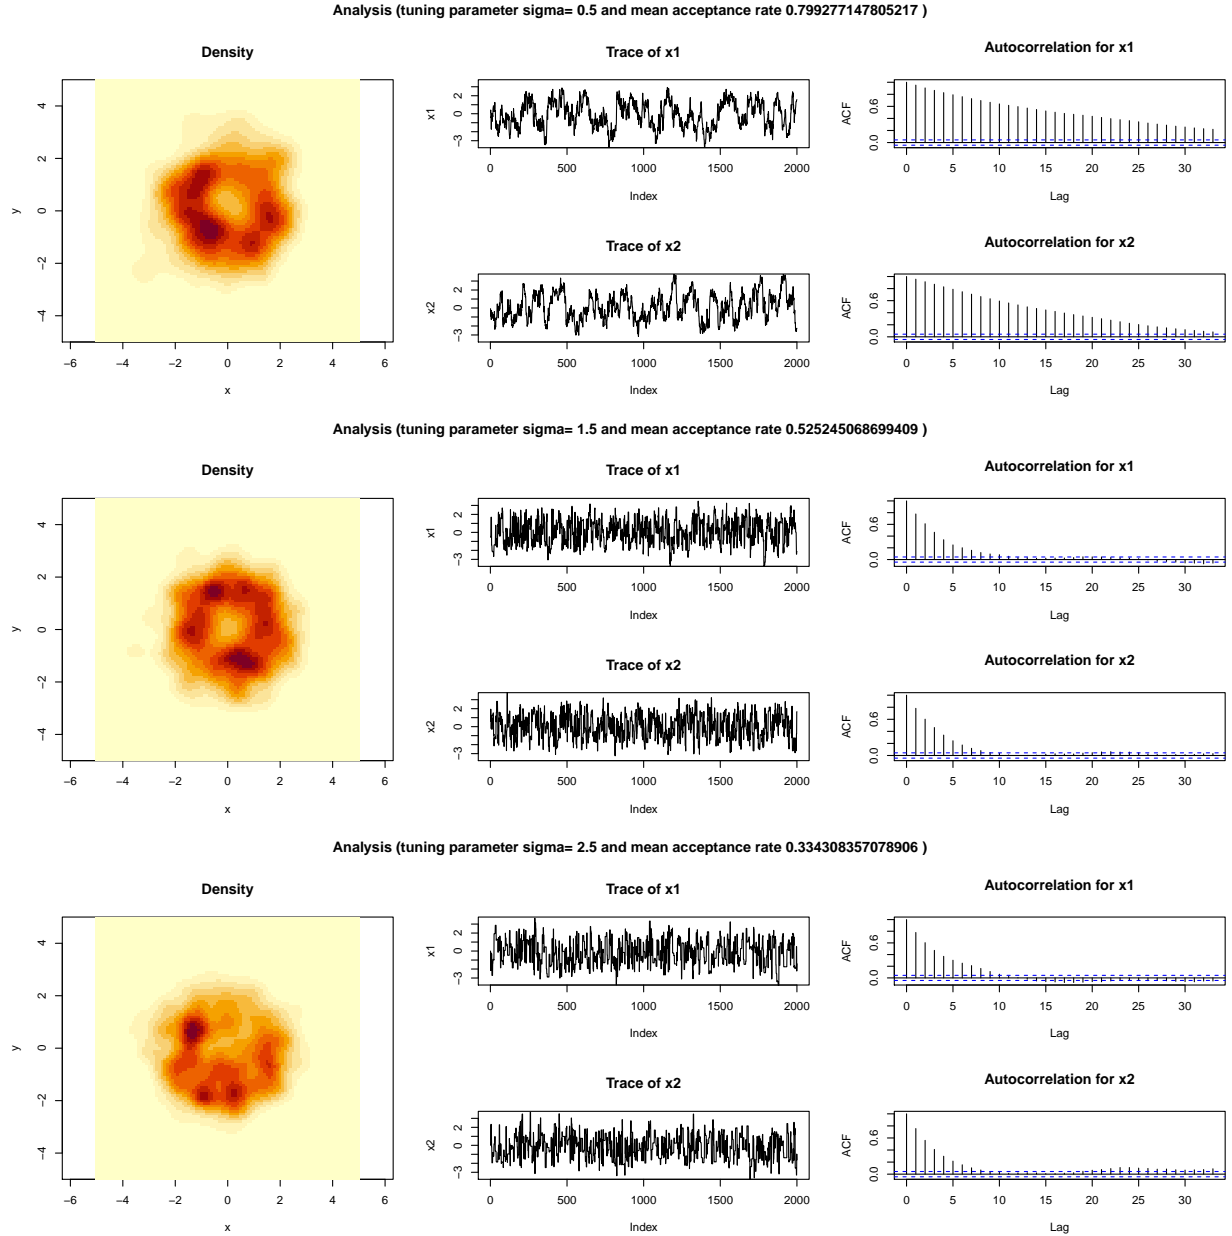 Analysis (tuning parameter sigma= 0.5 and mean acceptance rate 0.799277147805217 )
Density
4
2
0
−2
−4
y
−6 −4 −2 0 2 4 6
x
Trace of x1
2
0
−3
x1
0 500 1000 1500 2000
Index
Autocorrelation for x1
0.6
0.0
ACF
0 5 10 15 20 25 30
Lag
Trace of x2
2
0
−3
x2
0 500 1000 1500 2000
Index
Autocorrelation for x2
0.6
0.0
ACF
0 5 10 15 20 25 30
Lag
Analysis (tuning parameter sigma= 1.5 and mean acceptance rate 0.525245068699409 )
Density
4
2
0
−2
−4
y
−6 −4 −2 0 2 4 6
x
Trace of x1
2
0
−3
x1
0 500 1000 1500 2000
Index
Autocorrelation for x1
0.6
0.0
ACF
0 5 10 15 20 25 30
Lag
Trace of x2
2
0
−3
x2
0 500 1000 1500 2000
Index
Autocorrelation for x2
0.6
0.0
ACF
0 5 10 15 20 25 30
Lag
Analysis (tuning parameter sigma= 2.5 and mean acceptance rate 0.334308357078906 )
Density
4
2
0
−2
−4
y
−6 −4 −2 0 2 4 6
x
Trace of x1
2
0
−3
x1
0 500 1000 1500 2000
Index
Autocorrelation for x1
0.6
0.0
ACF
0 5 10 15 20 25 30
Lag
Trace of x2
2
0
−3
x2
0 500 1000 1500 2000
Index
Autocorrelation for x2
0.6
0.0
ACF
0 5 10 15 20 25 30
Lag